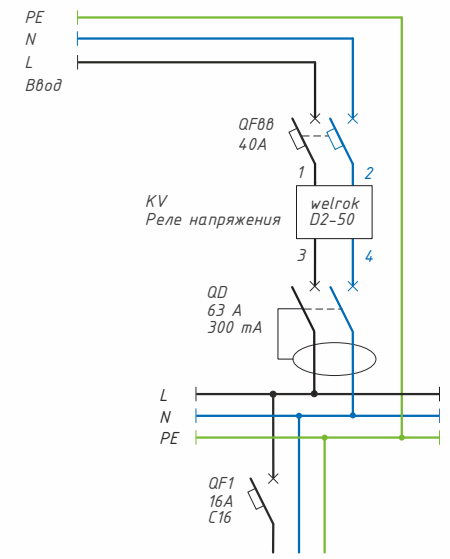 PE
N
L
Ввод
QFвв
40А
1
2
KV
Реле напряжения
welrok
D2-50
3
4
QD
63 А
300 mA
L
N
PE
QF1
16А
C16